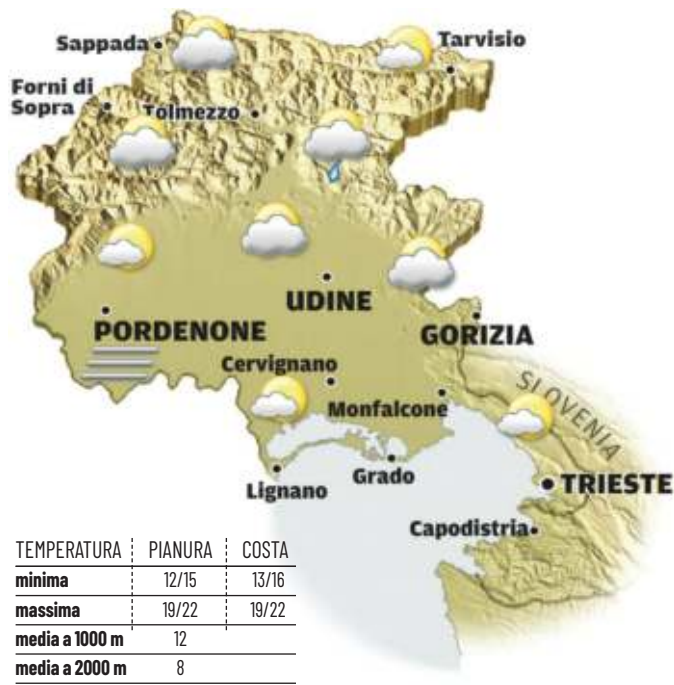 Sappada
Tarvisio
Forni di
Sopra
Tolmezzo
UDINE
PORDENONE
GORIZIA
Cervignano
SLOVENIA
Monfalcone
Grado
Lignano
TRIESTE
Capodistria
TEMPERATURA PIANURA COSTA
minima 12/15 13/16
massima 19/22 19/22
media a 1000 m 12
media a 2000 m 8